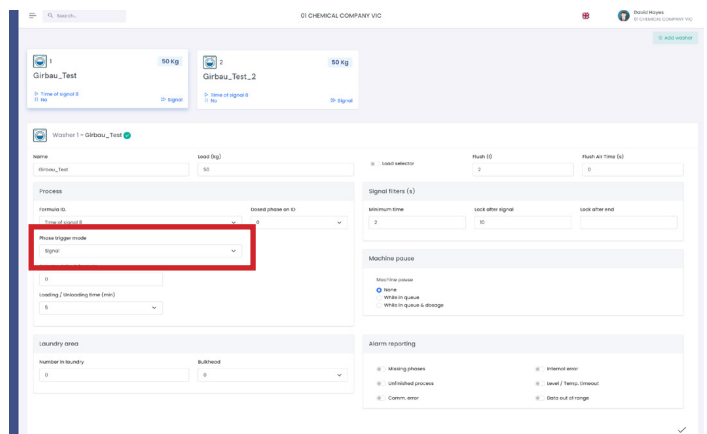 Search...
01 CHEMICAL COMPANY VIC
David Hayes
01 CHEMICAL COMPANY VIC
Add washer
1
50 Kg
Girbau_Test
Time of signal 8
No
Signal
2
50 Kg
Girbau_Test_2
Time of signal 8
No
Signal
Washer 1 - Girbau_Test
Name
Load (kg)
Load selector
Flush (l)
Flush Air Time (s)
Girbau_Test
50
2
0
Process
Signal filters (s)
Formula ID.
Dosed phase on ID
Minimum time
Lock after signal
Lock after end
Time of signal 8
0
2
10
Phase trigger mode
Signal
Machine pause
0
Machine pause
None
While in queue
While in queue & dosage
Loading / Unloading time (min)
5
Laundry area
Alarm reporting
Number in laundry
Bulkhead
0
0
Missing phases
Internal error
Unfinished process
Level / Temp. timeout
Comm. error
Data out of range